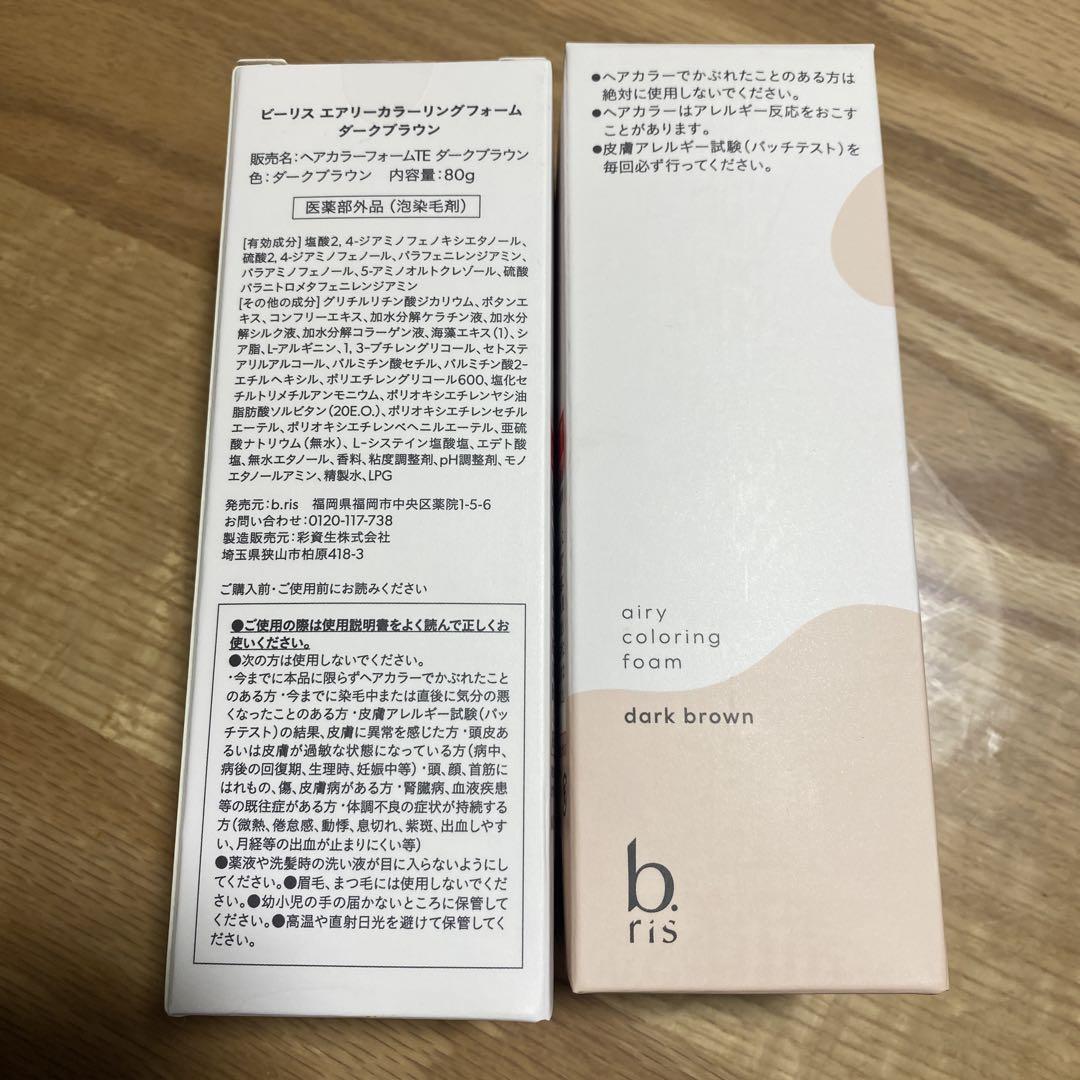 ビーリス エアリーカラーリングフォーム
ダークブラウン
販売名:ヘアカラーフォームTE ダークブラウン
色:ダークブラウン 内容量:80g
医薬部外品(泡染毛剤)
[有効成分]塩酸2, 4-ジアミノフェノキシエタノール、
硫酸2, 4-ジアミノフェノール、パラフェニレンジアミン、
パラアミノフェノール、5-アミノオルトクレゾール、硫酸
パラニトロメタフェニレンジアミン
[その他の成分]グリチルリチン酸ジカリウム、ボタンエ
キス、コンフリーエキス、加水分解ケラチン液、加水分
解シルク液、加水分解コラーゲン液、海藻エキス(1)、シ
ア脂、L-アルギニン、1, 3-ブチレングリコール、セトステ
アリルアルコール、パルミチン酸セチル、パルミチン酸2-
エチルヘキシル、ポリエチレングリコール600、塩化セ
チルトリメチルアンモニウム、ポリオキシエチレンヤシ油
脂肪酸ソルビタン(20E.O.)、ポリオキシエチレンセチル
エーテル、ポリオキシエチレンベヘニルエーテル、亜硫
酸ナトリウム(無水)、L-システイン塩酸塩、エデト酸
塩、無水エタノール、香料、粘度調整剤、pH調整剤、モノ
エタノールアミン、精製水、LPG
発売元:b.ris 福岡県福岡市中央区薬院1-5-6
お問い合わせ:0120-117-738
製造販売元:彩資生株式会社
埼玉県狭山市柏原418-3
ご購入前・ご使用前にお読みください
●ご使用の際は使用説明書をよく読んで正しくお
使いください。
●次の方は使用しないでください。
・今までに本品に限らずヘアカラーでかぶれたこと
のある方・今までに染毛中または直後に気分の悪
くなったことのある方・皮膚アレルギー試験(パッ
チテスト)の結果、皮膚に異常を感じた方・頭皮あ
るいは皮膚が過敏な状態になっている方(病中、
病後の回復期、生理時、妊娠中等)・頭、顔、首筋に
はれもの、傷、皮膚病がある方・腎臓病、血液疾患
等の既往症がある方・体調不良の症状が持続する
方(微熱、倦怠感、動悸、息切れ、紫斑、出血しやす
い、月経等の出血が止まりにくい等)
●薬液や洗髪時の洗い液が目に入らないようにし
てください。●眉毛、まつ毛には使用しないでくだ
さい。●幼小児の手の届かないところに保管して
ください。●高温や直射日光を避けて保管してく
ださい。
●ヘアカラーでかぶれたことのある方は
絶対に使用しないでください。
●ヘアカラーはアレルギー反応をおこす
ことがあります。
●皮膚アレルギー試験(パッチテスト)を
毎回必ず行ってください。
airy
coloring
foam
dark brown
b.
ris